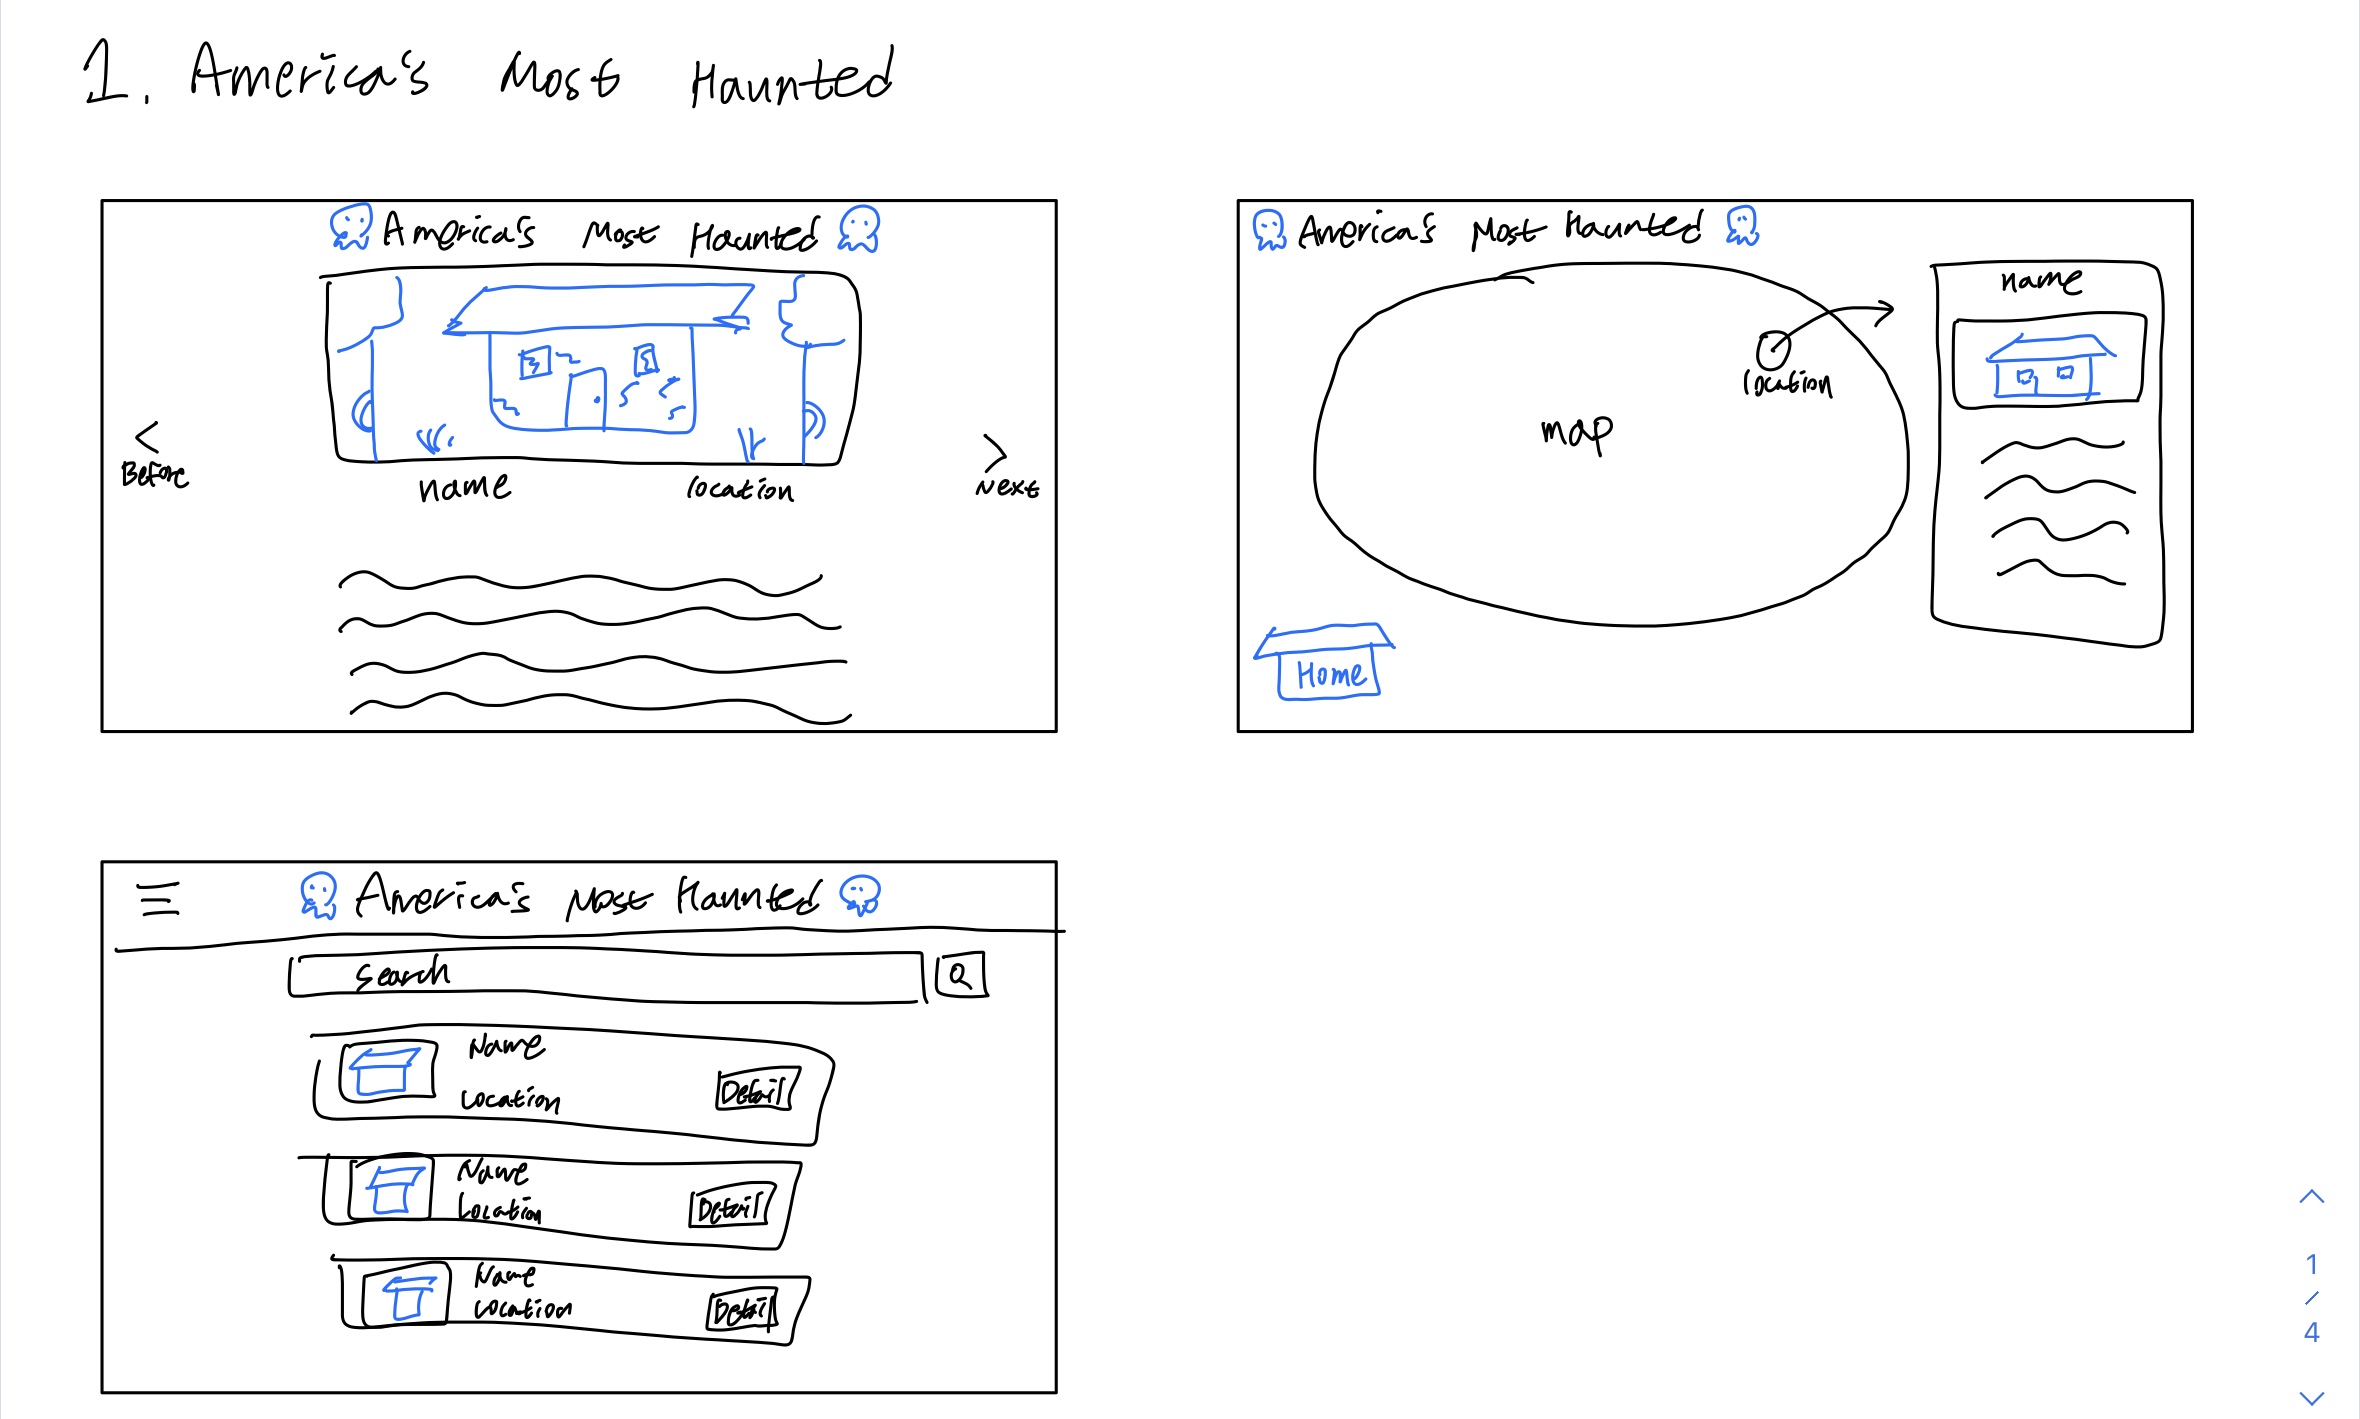 1. America's Most Haunted
America's Most Haunted
< Before
name location
> Next
America's Most Haunted
name
location
map
Home
America's Most Haunted
Search
Name
Location
Detail
Name
Location
Detail
Name
Location
Detail
1
/
4